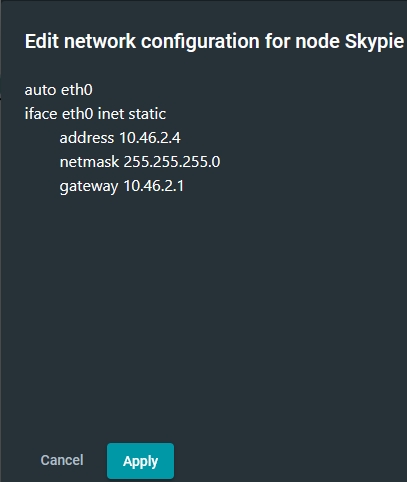 Edit network configuration for node Skypie
auto eth0
iface eth0 inet static
address 10.46.2.4
netmask 255.255.255.0
gateway 10.46.2.1
Cancel
Apply